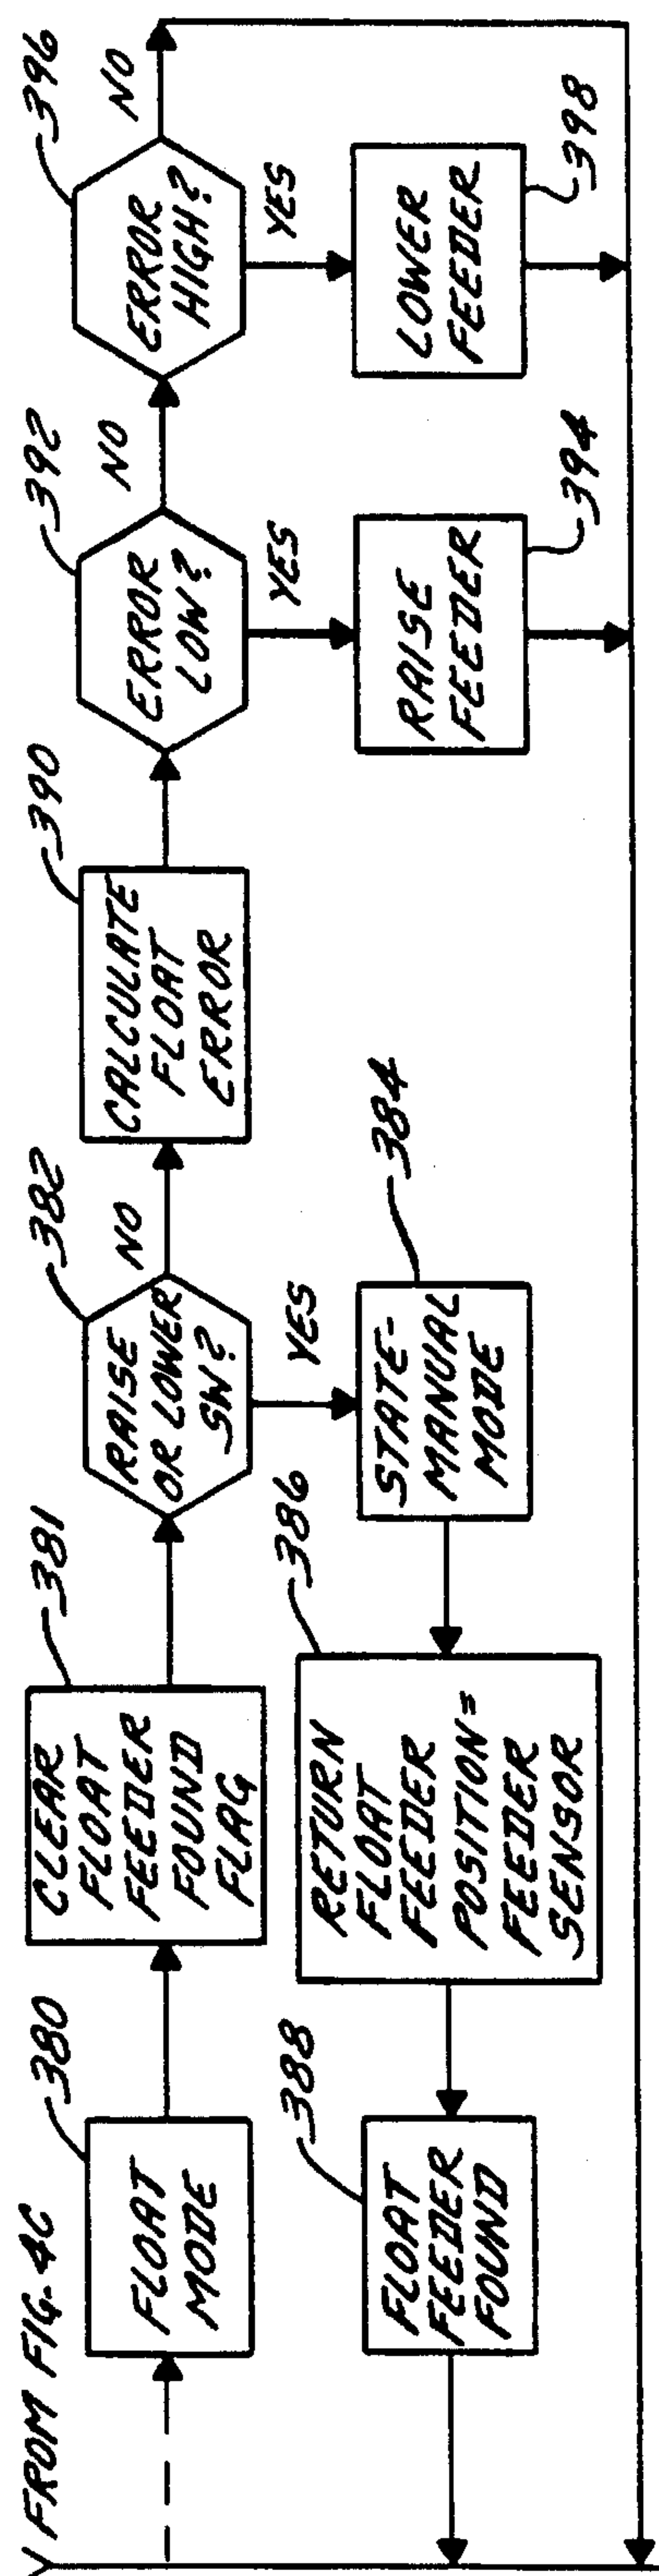 Y FROM FIG. 4C
FLOAT
MODE
380
CLEAR
FLOAT
FEEDER
FOUND
FLAG
381
RAISE
OR LOWER
SW?
382
NO
YES
STATE-
MANUAL
MODE
384
RETURN
FLOAT
FEEDER
POSITION=
FEEDER
SENSOR
386
FLOAT
FEEDER
FOUND
388
CALCULATE
FLOAT
ERROR
390
ERROR
LOW?
392
NO
YES
RAISE
FEEDER
394
ERROR
HIGH?
396
NO
YES
LOWER
FEEDER
398